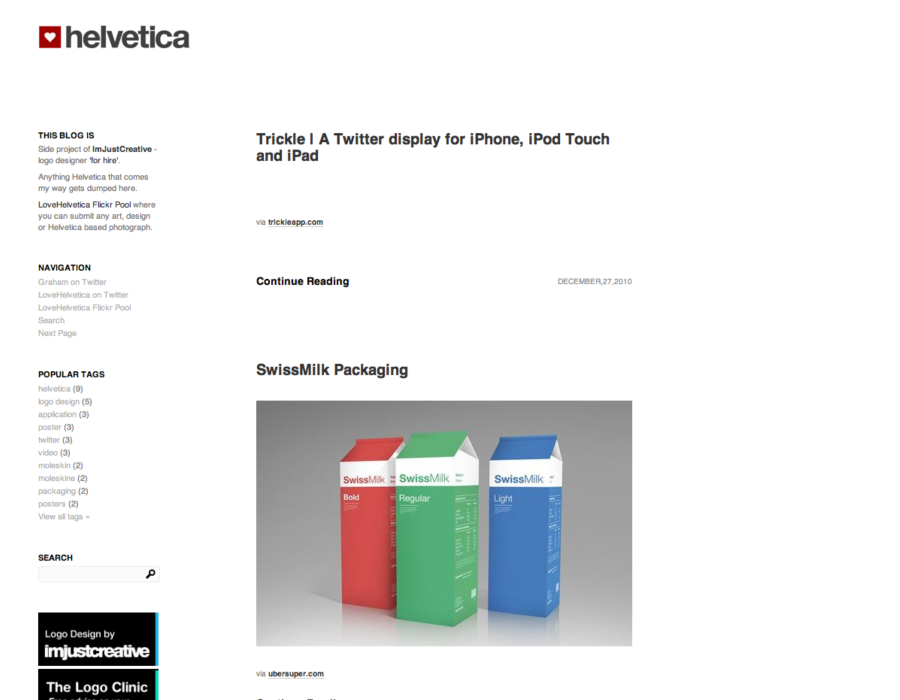 helvetica
THIS BLOG IS
Side project of ImJustCreative -
logo designer 'for hire'.
Anything Helvetica that comes
my way gets dumped here.
LoveHelvetica Flickr Pool where
you can submit any art, design
or Helvetica based photograph.
NAVIGATION
Graham on Twitter
LoveHelvetica on Twitter
LoveHelvetica Flickr Pool
Search
Next Page
POPULAR TAGS
helvetica (9)
logo design (5)
application (3)
poster (3)
twitter (3)
video (3)
moleskin (2)
moleskine (2)
packaging (2)
posters (2)
View all tags »
SEARCH
Logo Design by
imjustcreative
The Logo Clinic
Trickle | A Twitter display for iPhone, iPod Touch
and iPad
via trickleapp.com
Continue Reading
DECEMBER,27,2010
SwissMilk Packaging
SwissMilk
Bold
SwissMilk
Regular
SwissMilk
Light
via ubersuper.com